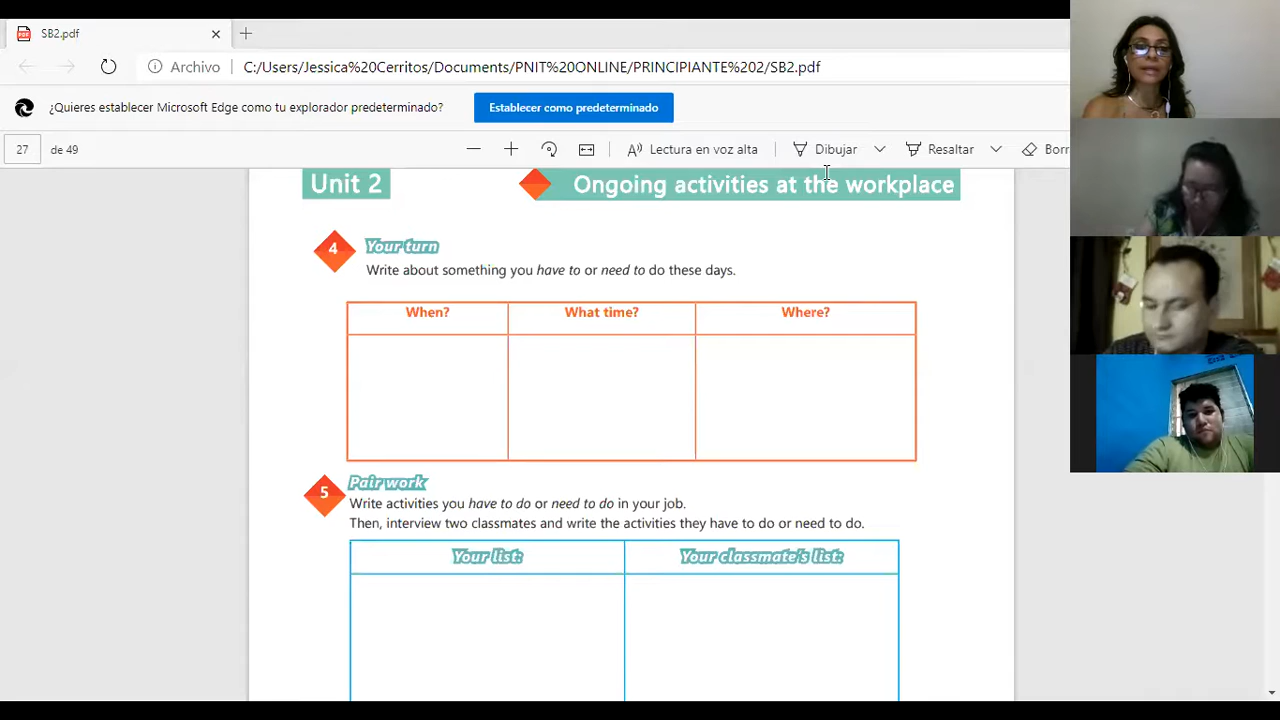 SB2.pdf
Archivo C:/Users/Jessica%20Cerritos/Documents/PNIT%20ONLINE/PRINCIPIANTE%202/SB2.pdf
¿Quieres establecer Microsoft Edge como tu explorador predeterminado? Establecer como predeterminado
27 de 49 Lectura en voz alta Dibujar Resaltar Borr
Unit 2 Ongoing activities at the workplace
4 Your turn
Write about something you have to or need to do these days.
When? What time? Where?
5 Pair work
Write activities you have to do or need to do in your job.
Then, interview two classmates and write the activities they have to do or need to do.
Your list: Your classmate's list: